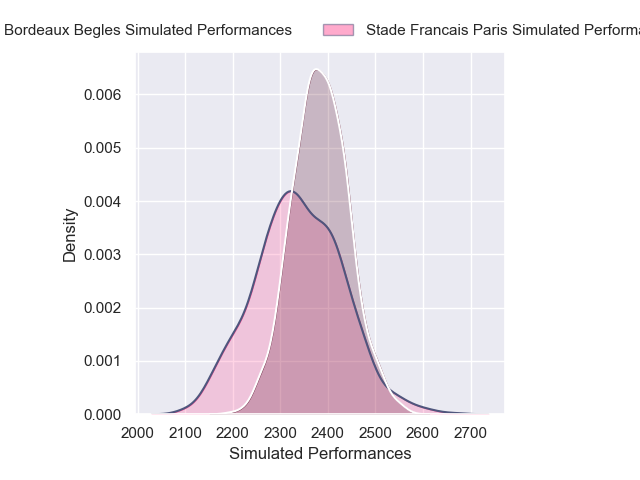 Bordeaux Begles Simulated Performances
Stade Francais Paris Simulated
0.006
0.005
0.004
0.003
0.002
0.001
0.000
Density
2000 2100 2200 2300 2400 2500 2600 2700
Simulated Performances